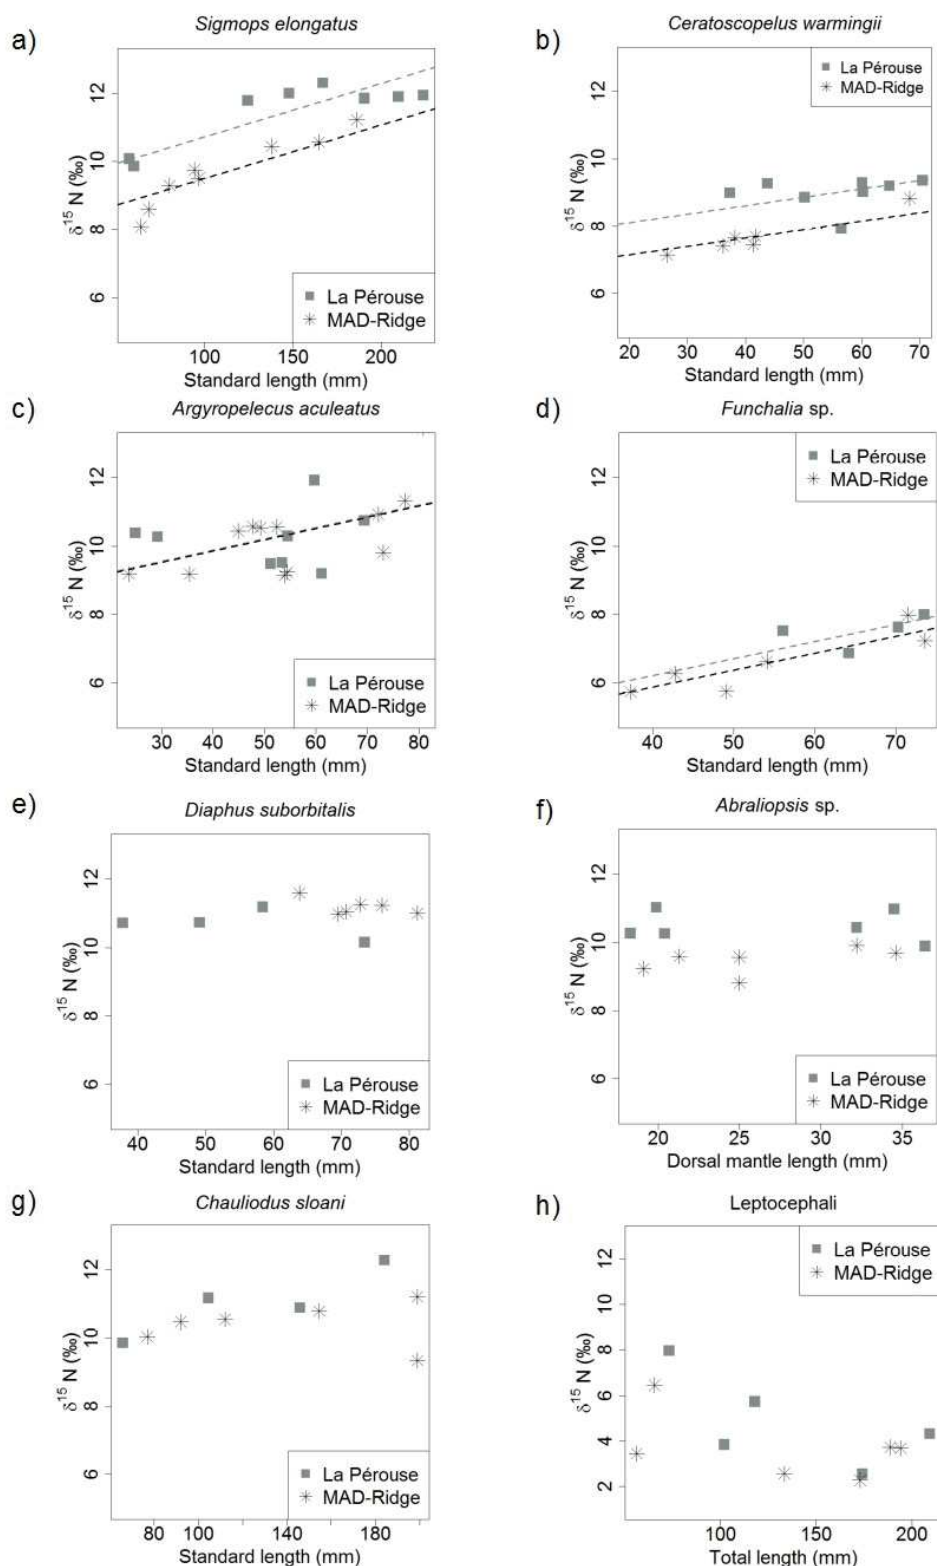 a)
Sigmops elongatus
δ¹⁵ N (‰)
12
10
8
6
La Pérouse
MAD-Ridge
100 150 200
Standard length (mm)
b)
Ceratoscopelus warmingii
δ¹⁵ N (‰)
12
10
8
6
La Pérouse
MAD-Ridge
20 30 40 50 60 70
Standard length (mm)
c)
Argyropelecus aculeatus
δ¹⁵ N (‰)
12
10
8
6
La Pérouse
MAD-Ridge
30 40 50 60 70 80
Standard length (mm)
d)
Funchalia sp.
δ¹⁵ N (‰)
12
10
8
6
La Pérouse
MAD-Ridge
40 50 60 70
Standard length (mm)
e)
Diaphus suborbitalis
δ¹⁵ N (‰)
12
10
8
6
La Pérouse
MAD-Ridge
40 50 60 70 80
Standard length (mm)
f)
Abraliopsis sp.
δ¹⁵ N (‰)
12
10
8
6
La Pérouse
MAD-Ridge
20 25 30 35
Dorsal mantle length (mm)
g)
Chauliodus sloani
δ¹⁵ N (‰)
12
10
8
6
La Pérouse
MAD-Ridge
80 100 140 180
Standard length (mm)
h)
Leptocephali
δ¹⁵ N (‰)
12
10
8
6
4
2
La Pérouse
MAD-Ridge
100 150 200
Total length (mm)